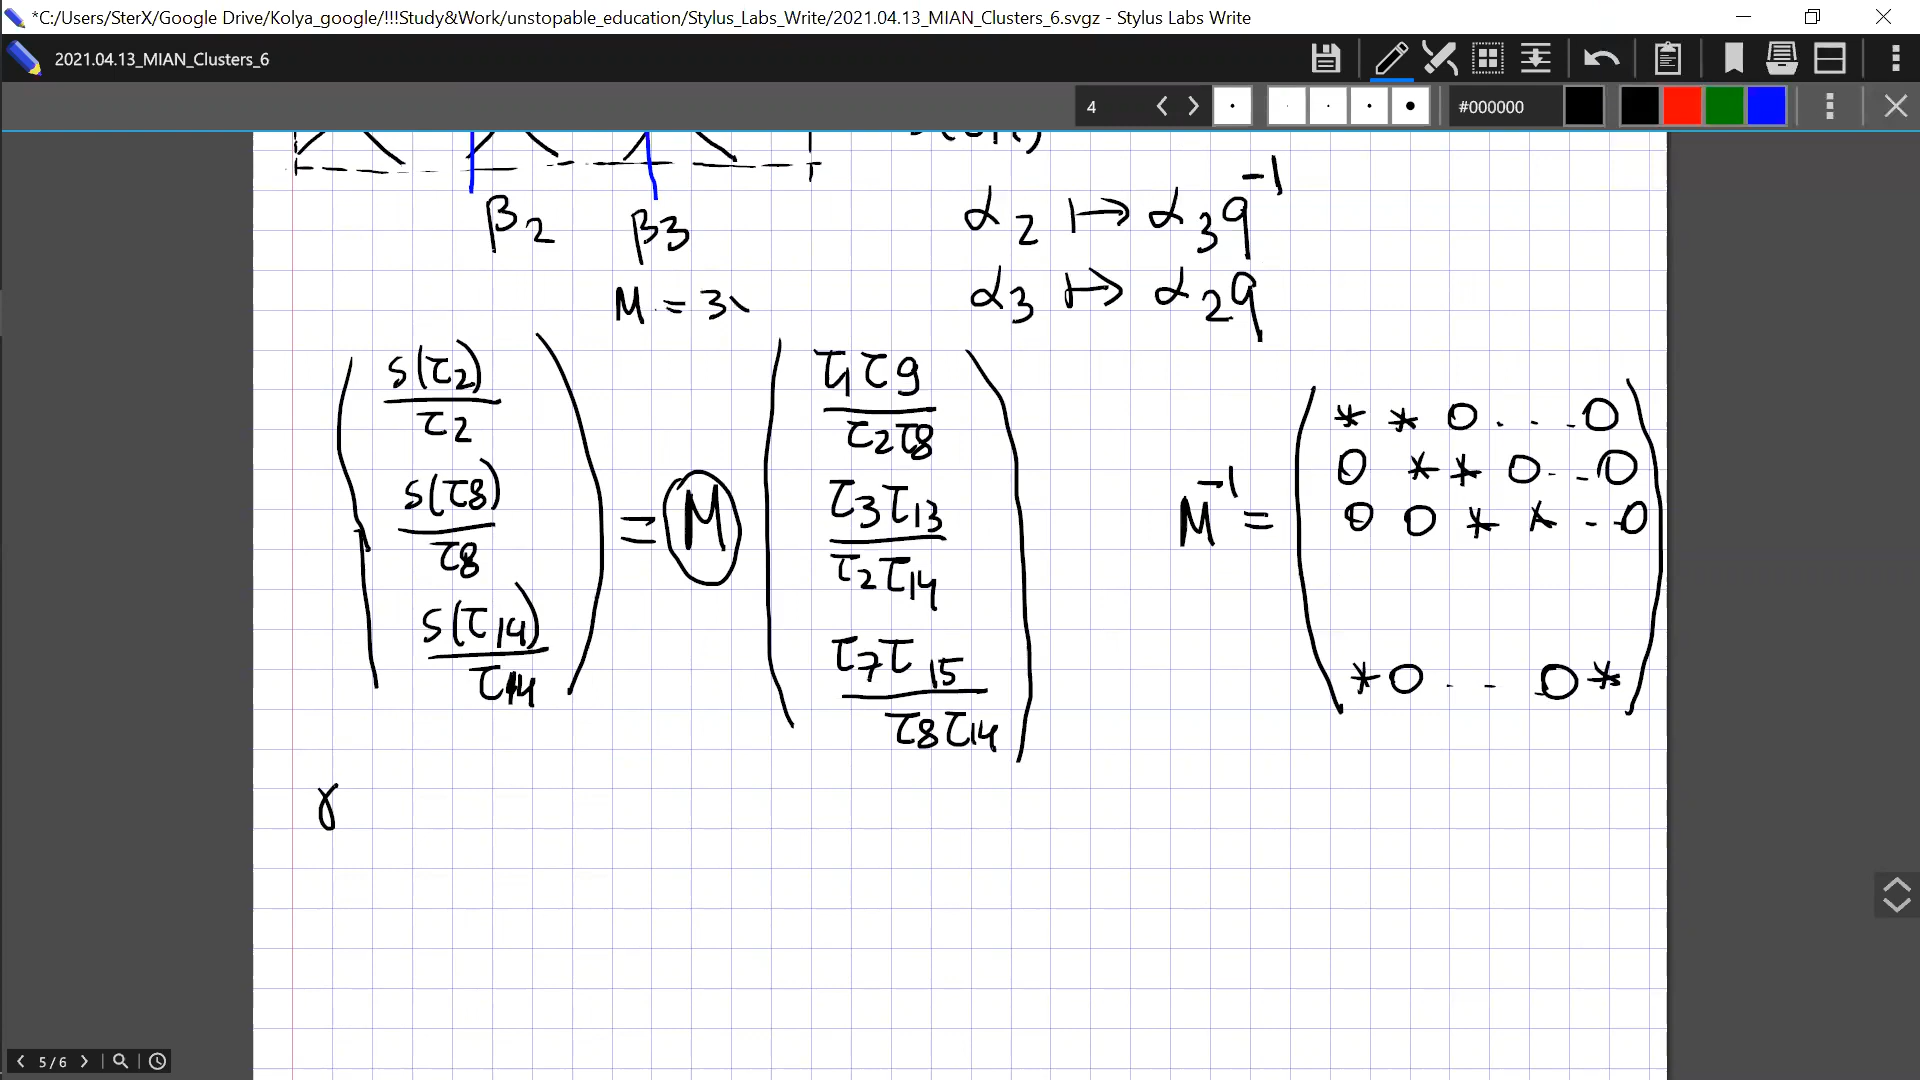 *C:/Users/SterX/Google Drive/Kolya_google/!!!Study&Work/unstopable_education/Stylus_Labs_Write/2021.04.13_MIAN_Clusters_6.svgz - Stylus Labs Write
2021.04.13_MIAN_Clusters_6
4
#000000
α₂ ↦ α₃q⁻¹
β₂ β₃
α₃ ↦ α₂q
M = 3
s(τ₂)/τ₂
s(τ₈)/τ₈
s(τ₁₄)/τ₁₄
= M
τ₁τ₉/τ₂τ₈
τ₃τ₁₃/τ₂τ₁₄
τ₇τ₁₅/τ₈τ₁₄
M⁻¹ =
* * 0 . . . 0
0 * * 0 . . 0
0 0 * * . . 0
* 0 . . 0 *
γ
5 / 6